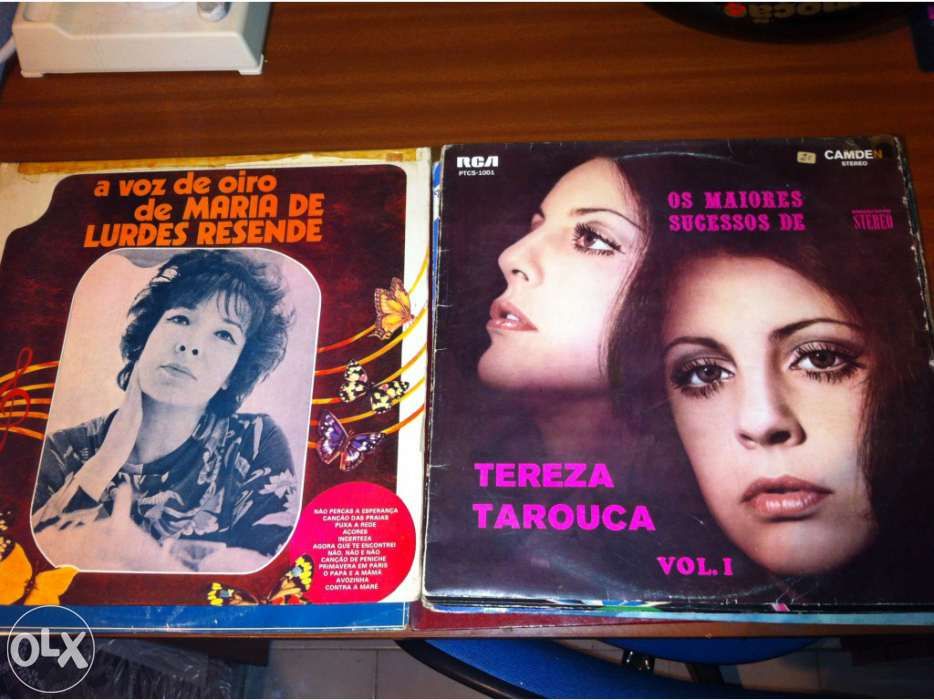 a voz de oiro
de MARIA DE
LURDES RESENDE
NÃO PERCAS A ESPERANÇA
CANÇÃO DAS PRAIAS
PUXA A REDE
AÇORES
INCERTEZA
AGORA QUE TE ENCONTREI
NÃO, NÃO E NÃO
CANÇÃO DE PENICHE
PRIMAVERA EM PARIS
O PAPÁ E A MAMÃ
AVOZINHA
CONTRA A MARÉ
RCA
PTCS-1001
CAMDEN
STEREO
OS MAIORES
SUCESSOS DE
STEREO
TEREZA
TAROUCA
VOL. I
OLX